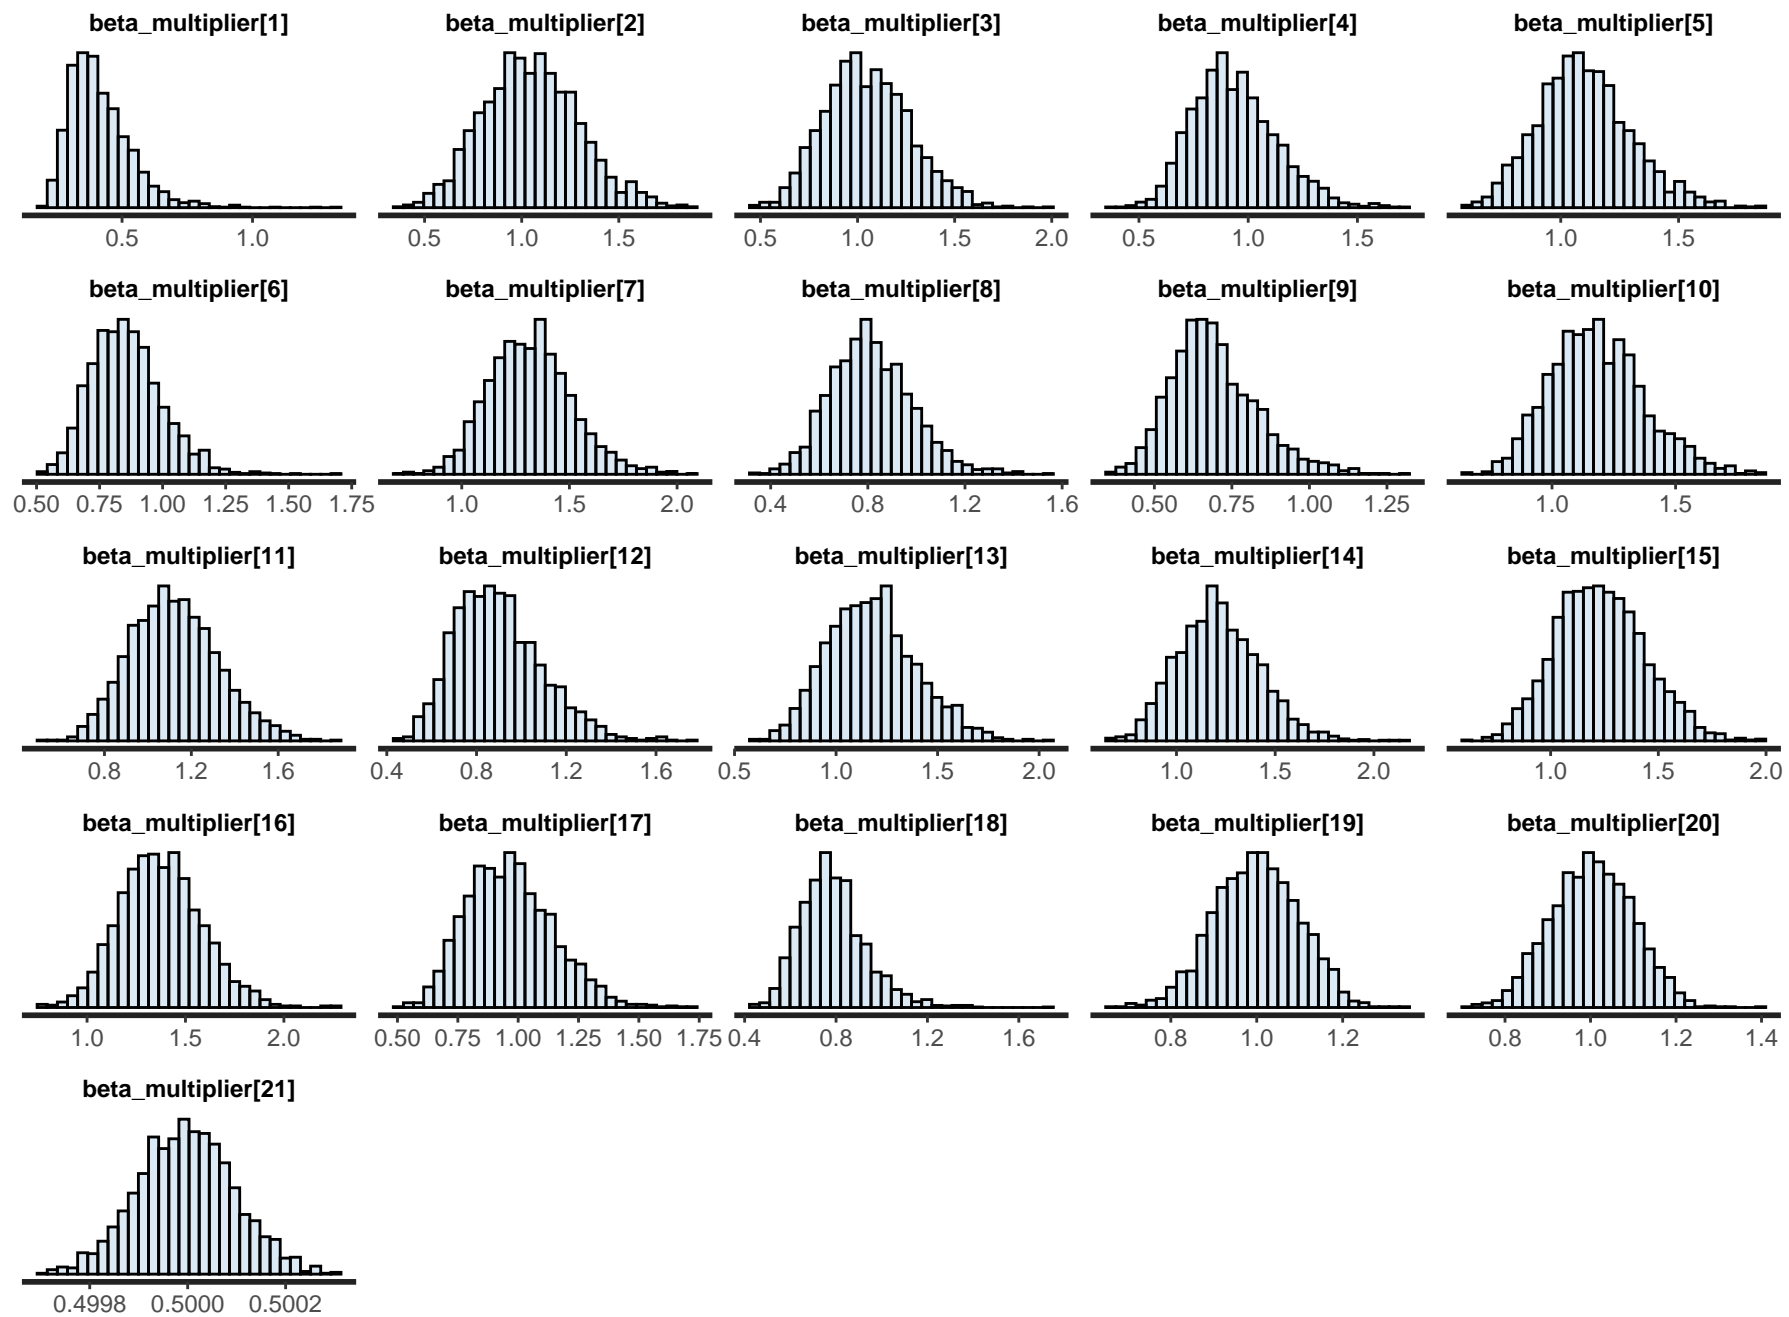 beta_multiplier[1] beta_multiplier[2] beta_multiplier[3] beta_multiplier[4] beta_multiplier[5]
0.5 1.0 0.5 1.0 1.5 0.5 1.0 1.5 2.0 0.5 1.0 1.5 1.0 1.5
beta_multiplier[6] beta_multiplier[7] beta_multiplier[8] beta_multiplier[9] beta_multiplier[10]
0.50 0.75 1.00 1.25 1.50 1.75 1.0 1.5 2.0 0.4 0.8 1.2 1.6 0.50 0.75 1.00 1.25 1.0 1.5
beta_multiplier[11] beta_multiplier[12] beta_multiplier[13] beta_multiplier[14] beta_multiplier[15]
0.8 1.2 1.6 0.4 0.8 1.2 1.6 0.5 1.0 1.5 2.0 1.0 1.5 2.0 1.0 1.5 2.0
beta_multiplier[16] beta_multiplier[17] beta_multiplier[18] beta_multiplier[19] beta_multiplier[20]
1.0 1.5 2.0 0.50 0.75 1.00 1.25 1.50 1.75 0.4 0.8 1.2 1.6 0.8 1.0 1.2 0.8 1.0 1.2 1.4
beta_multiplier[21]
0.4998 0.5000 0.5002